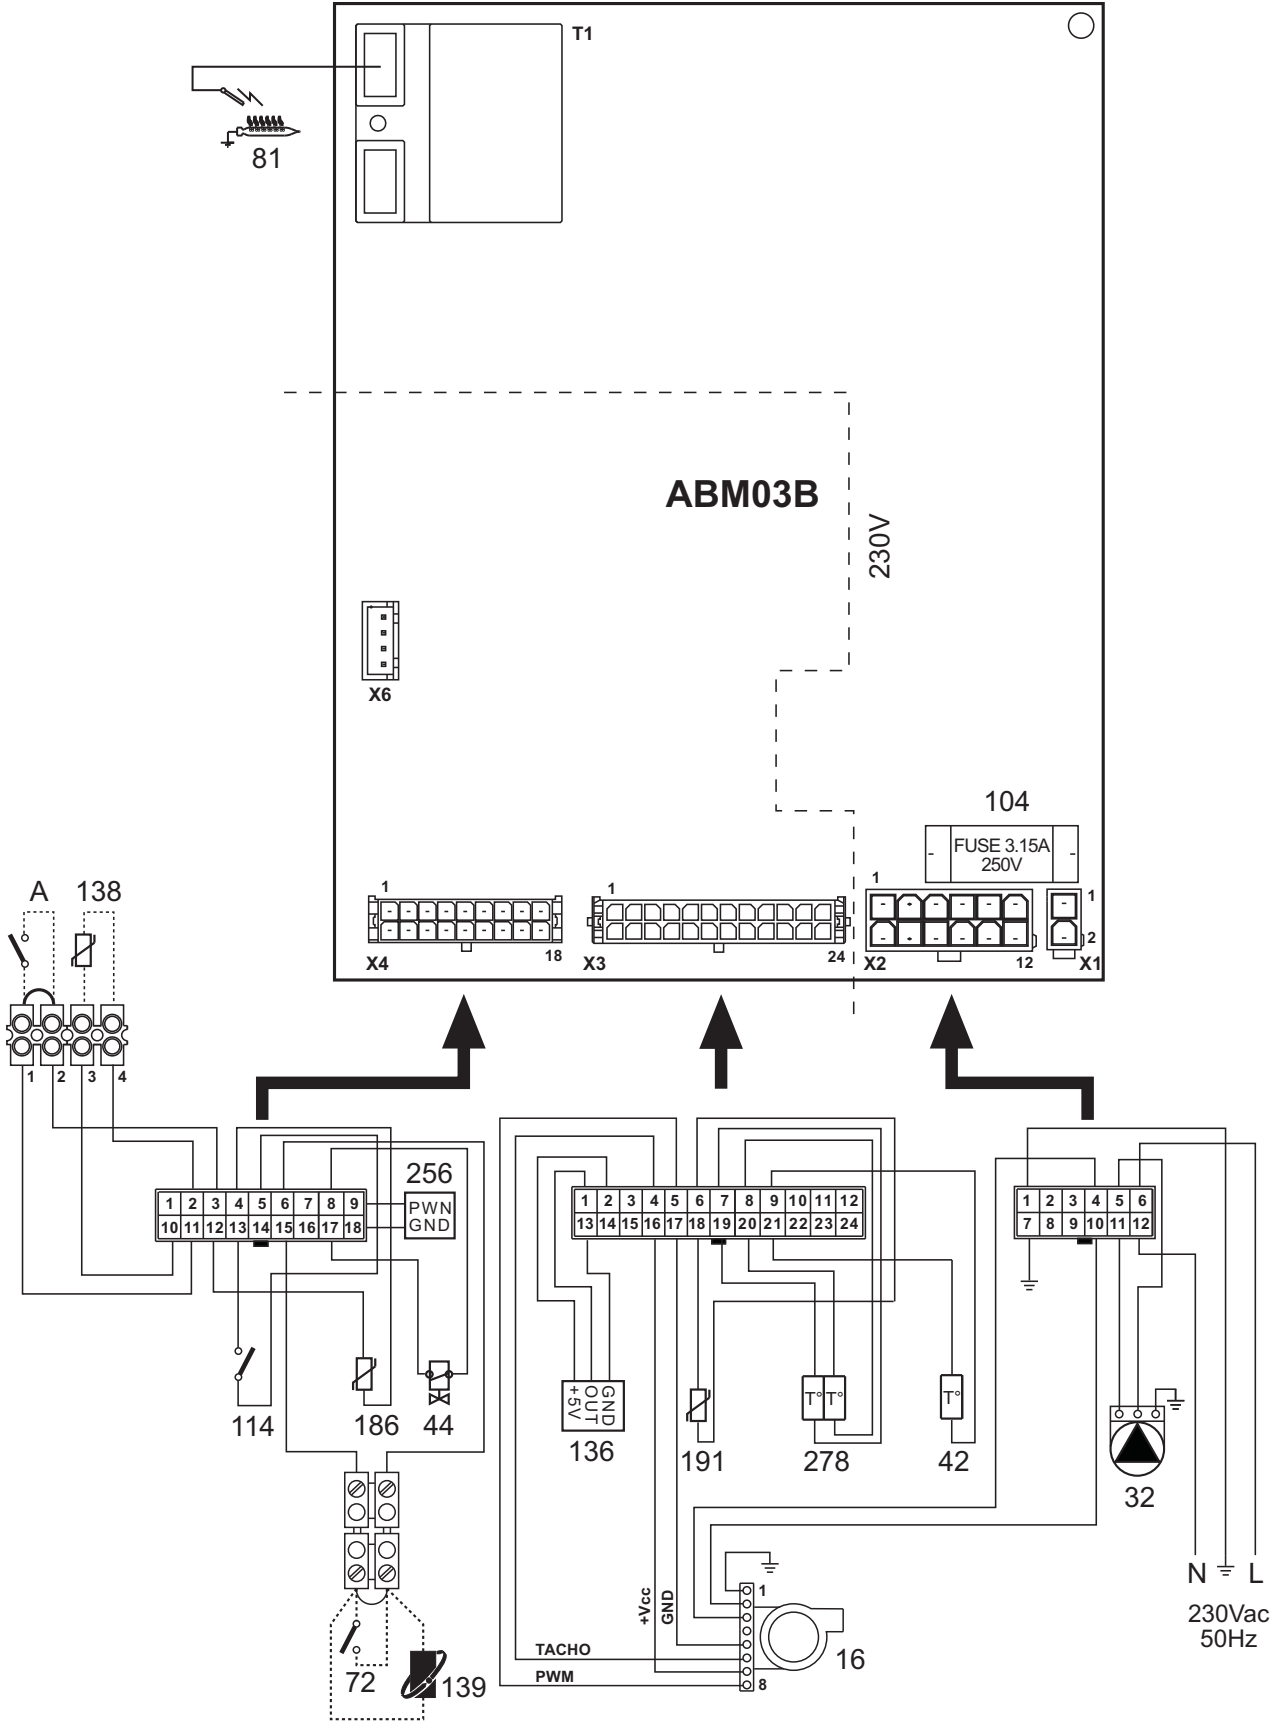 T1
81
ABM03B
230V
X6
104
FUSE 3.15A
250V
1
18
X4
1
24
X3
1
12
X2
1
2
X1
A
138
1
2
3
4
256
PWN
GND
1 2 3 4 5 6 7 8 9
10 11 12 13 14 15 16 17 18
1 2 3 4 5 6 7 8 9 10 11 12
13 14 15 16 17 18 19 20 21 22 23 24
1 2 3 4 5 6
7 8 9 10 11 12
114
186
44
GND
OUT
+5V
136
191
T° T°
278
T°
42
32
N L
230Vac
50Hz
+Vcc
GND
TACHO
PWM
1
8
16
72
139